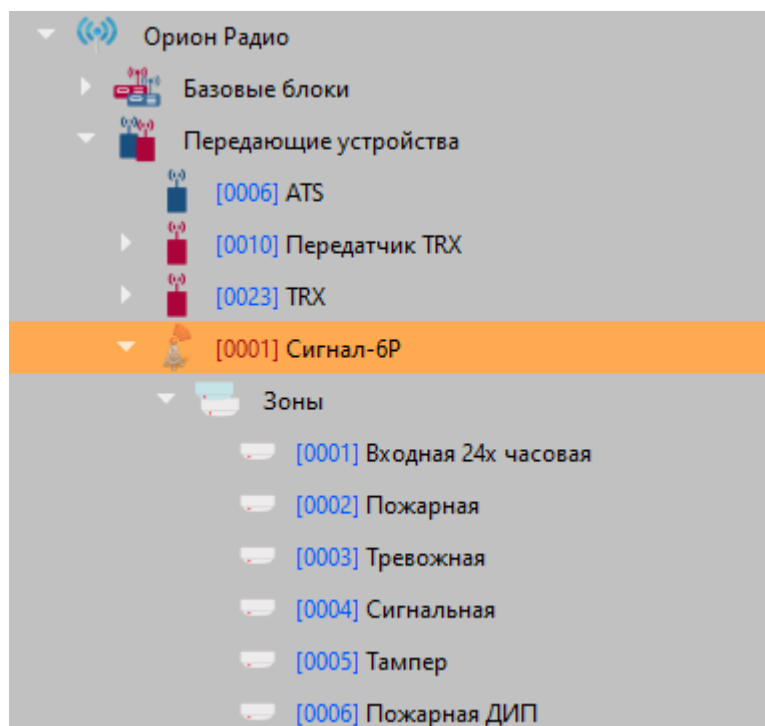 Орион Радио
Базовые блоки
Передающие устройства
[0006] ATS
[0010] Передатчик TRX
[0023] TRX
[0001] Сигнал-6Р
Зоны
[0001] Входная 24х часовая
[0002] Пожарная
[0003] Тревожная
[0004] Сигнальная
[0005] Тампер
[0006] Пожарная ДИП